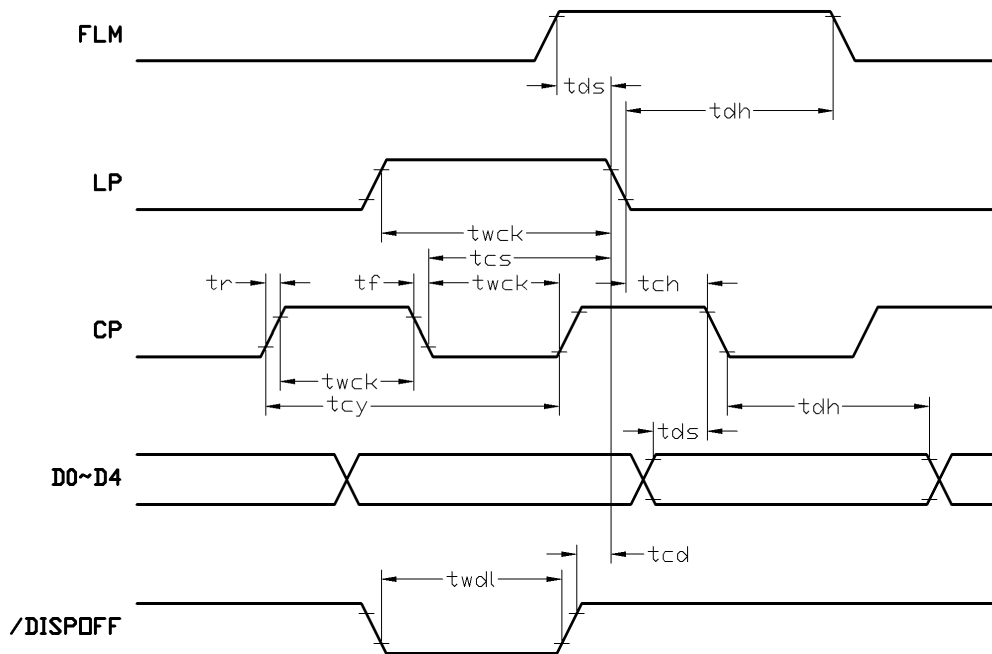 FLM
tds
tdh
LP
twck
tcs
tr tf twck tch
CP
twck
tcy tdh
tds
D0~D4
tcd
twdl
/DISPOFF